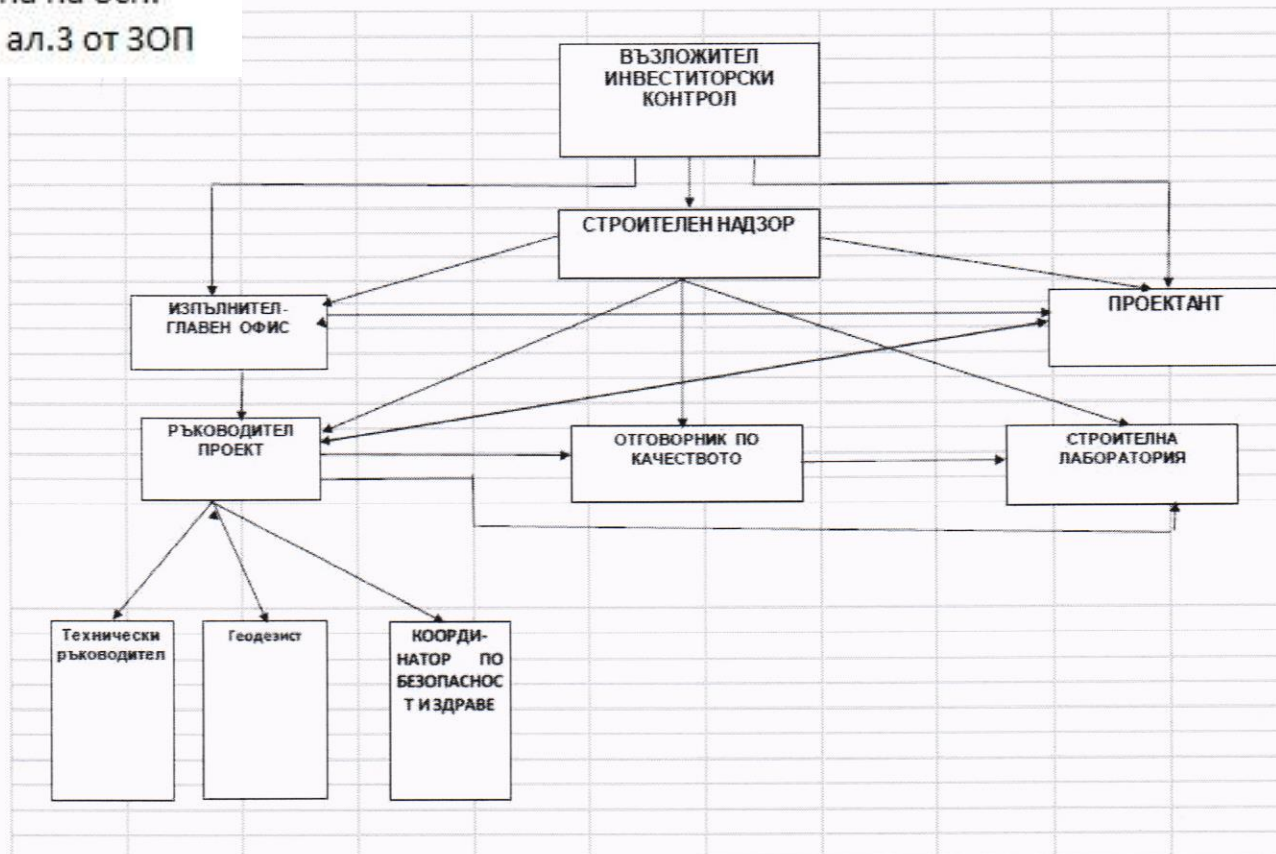 ал.3 от ЗОП
ВЪЗЛОЖИТЕЛ
ИНВЕСТИТОРСКИ
КОНТРОЛ
СТРОИТЕЛЕН НАДЗОР
ИЗПЪЛНИТЕЛ-
ГЛАВЕН ОФИС
ПРОЕКТАНТ
РЪКОВОДИТЕЛ
ПРОЕКТ
ОТГОВОРНИК ПО
КАЧЕСТВОТО
СТРОИТЕЛНА
ЛАБОРАТОРИЯ
Технически
ръководител
Геодезист
КООРДИ-
НАТОР ПО
БЕЗОПАСНОС
Т И ЗДРАВЕ